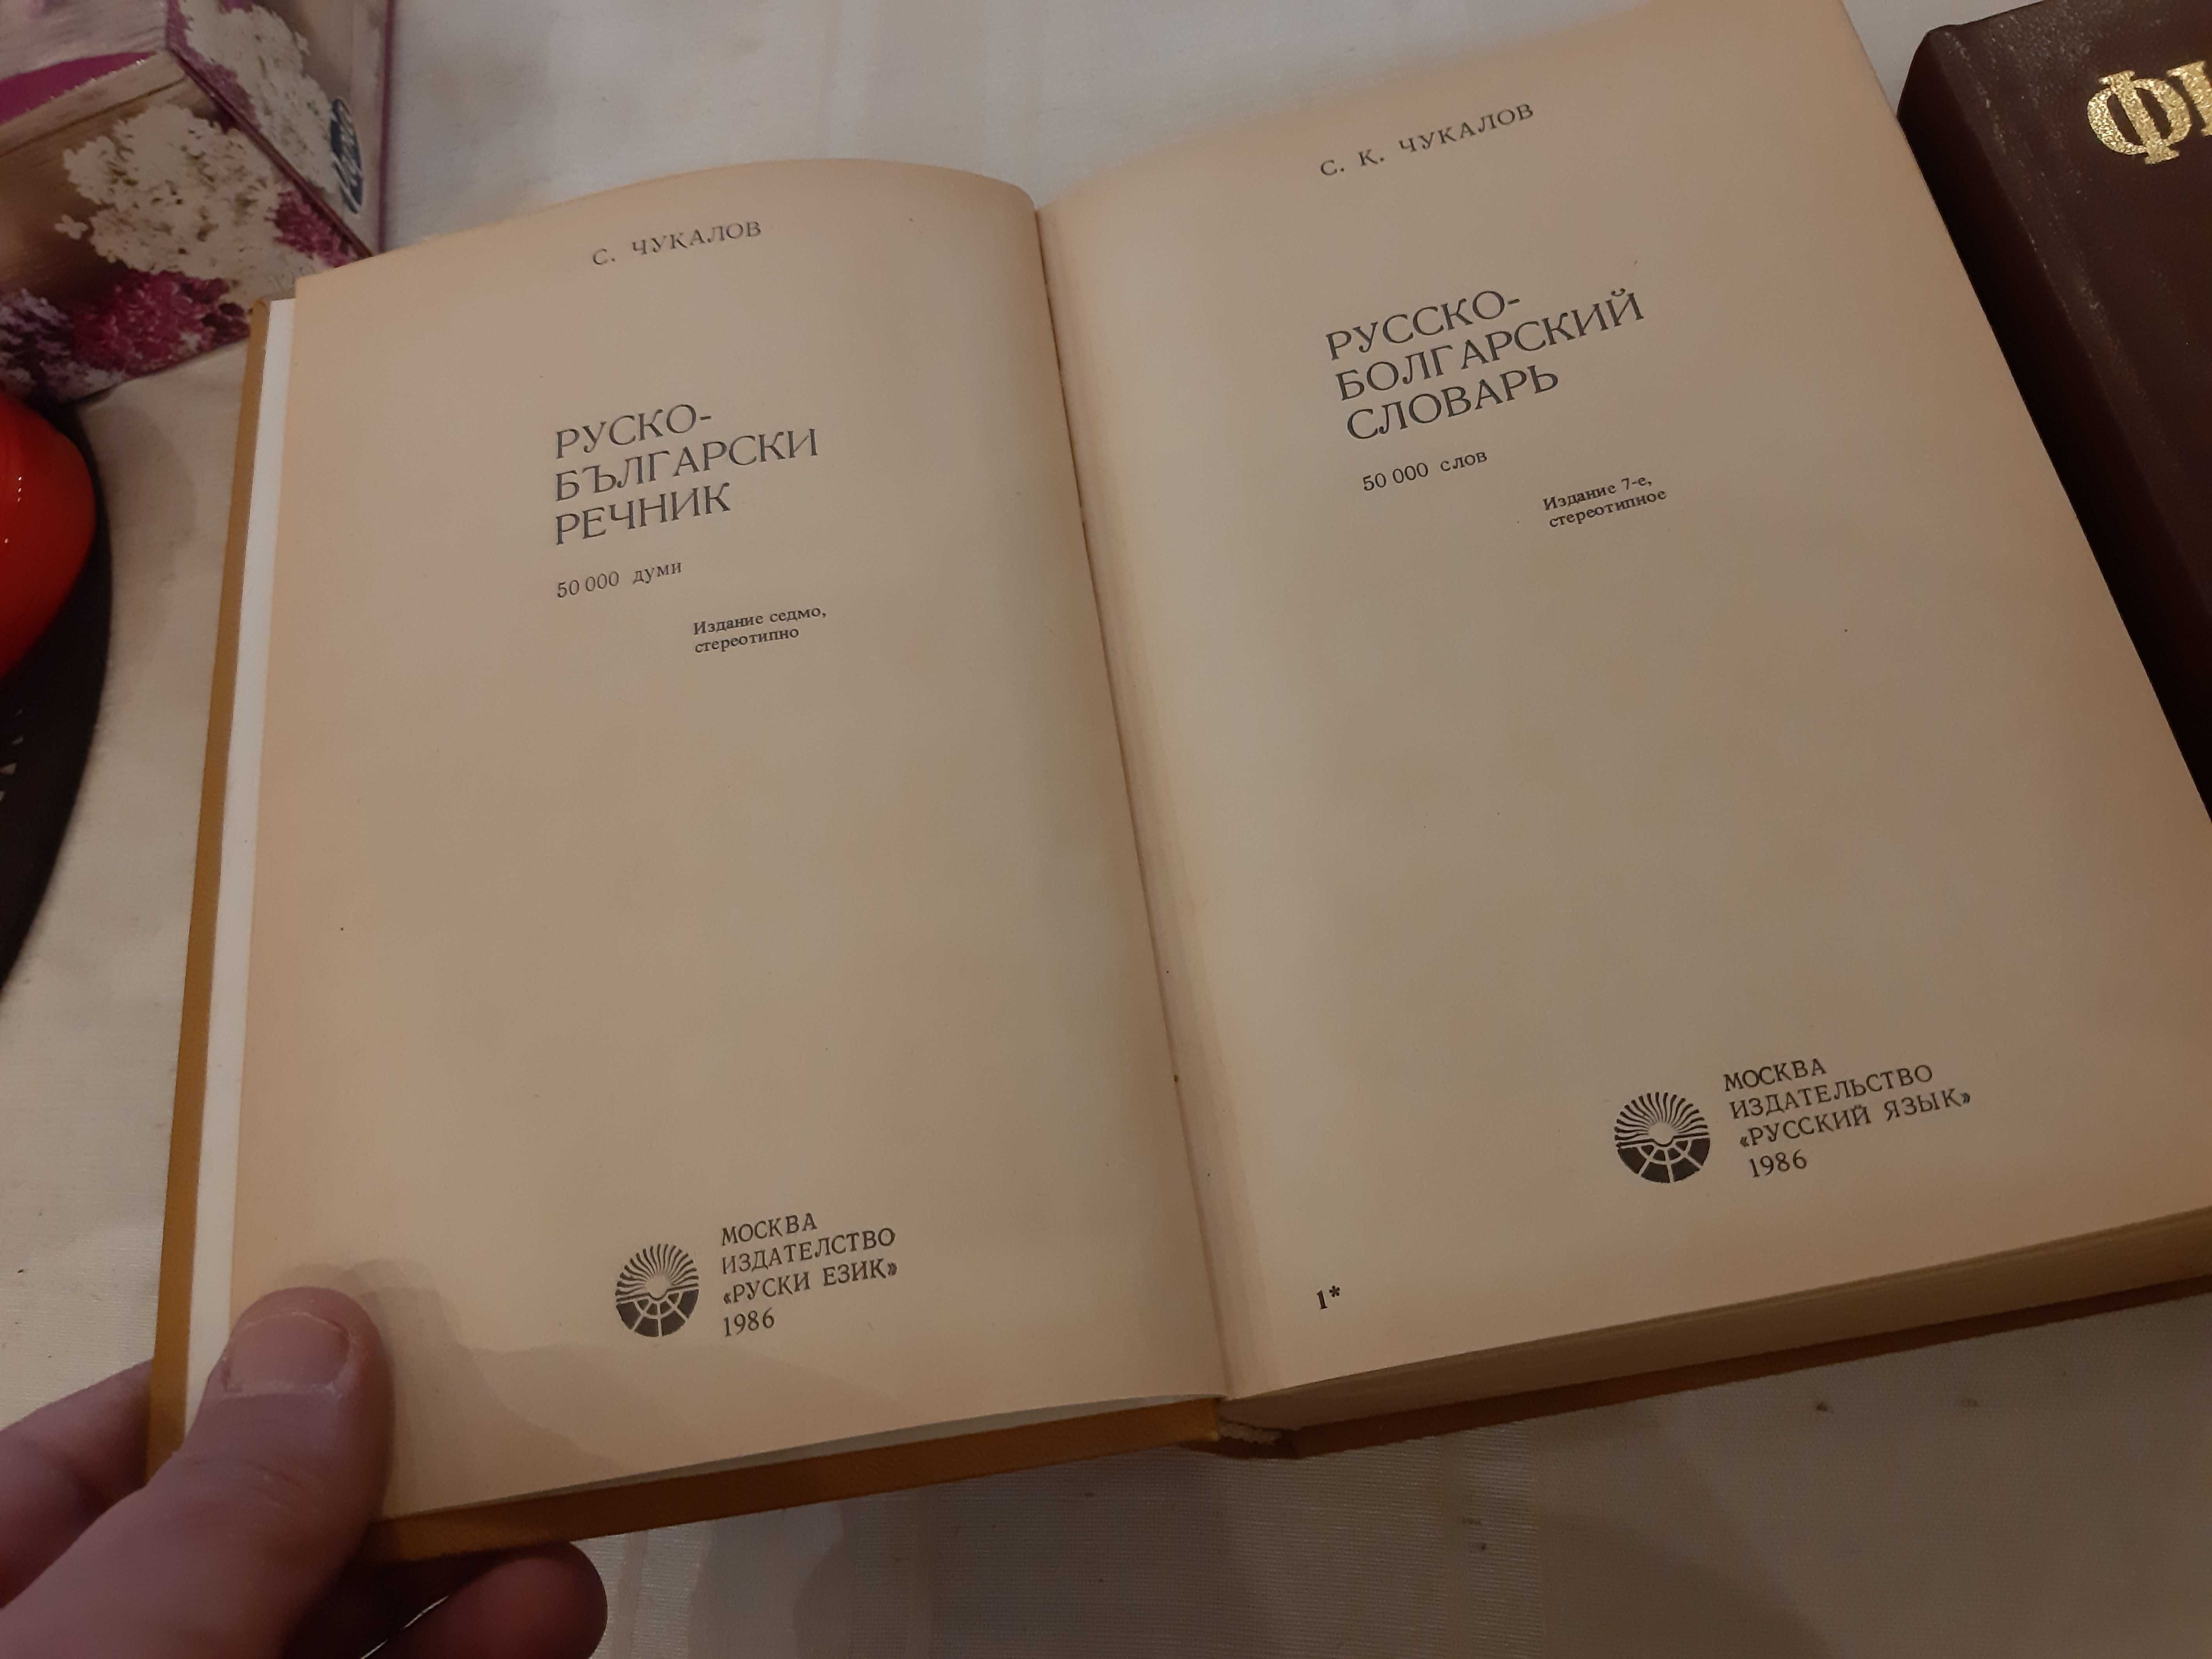 С. ЧУКАЛОВ
РУСКО-
БЪЛГАРСКИ
РЕЧНИК
50 000 думи
Издание седмо,
стереотипно
МОСКВА
ИЗДАТЕЛСТВО
«РУСКИ ЕЗИК»
1986
С. К. ЧУКАЛОВ
РУССКО-
БОЛГАРСКИЙ
СЛОВАРЬ
50 000 слов
Издание 7-е,
стереотипное
МОСКВА
ИЗДАТЕЛЬСТВО
«РУССКИЙ ЯЗЫК»
1986
1*